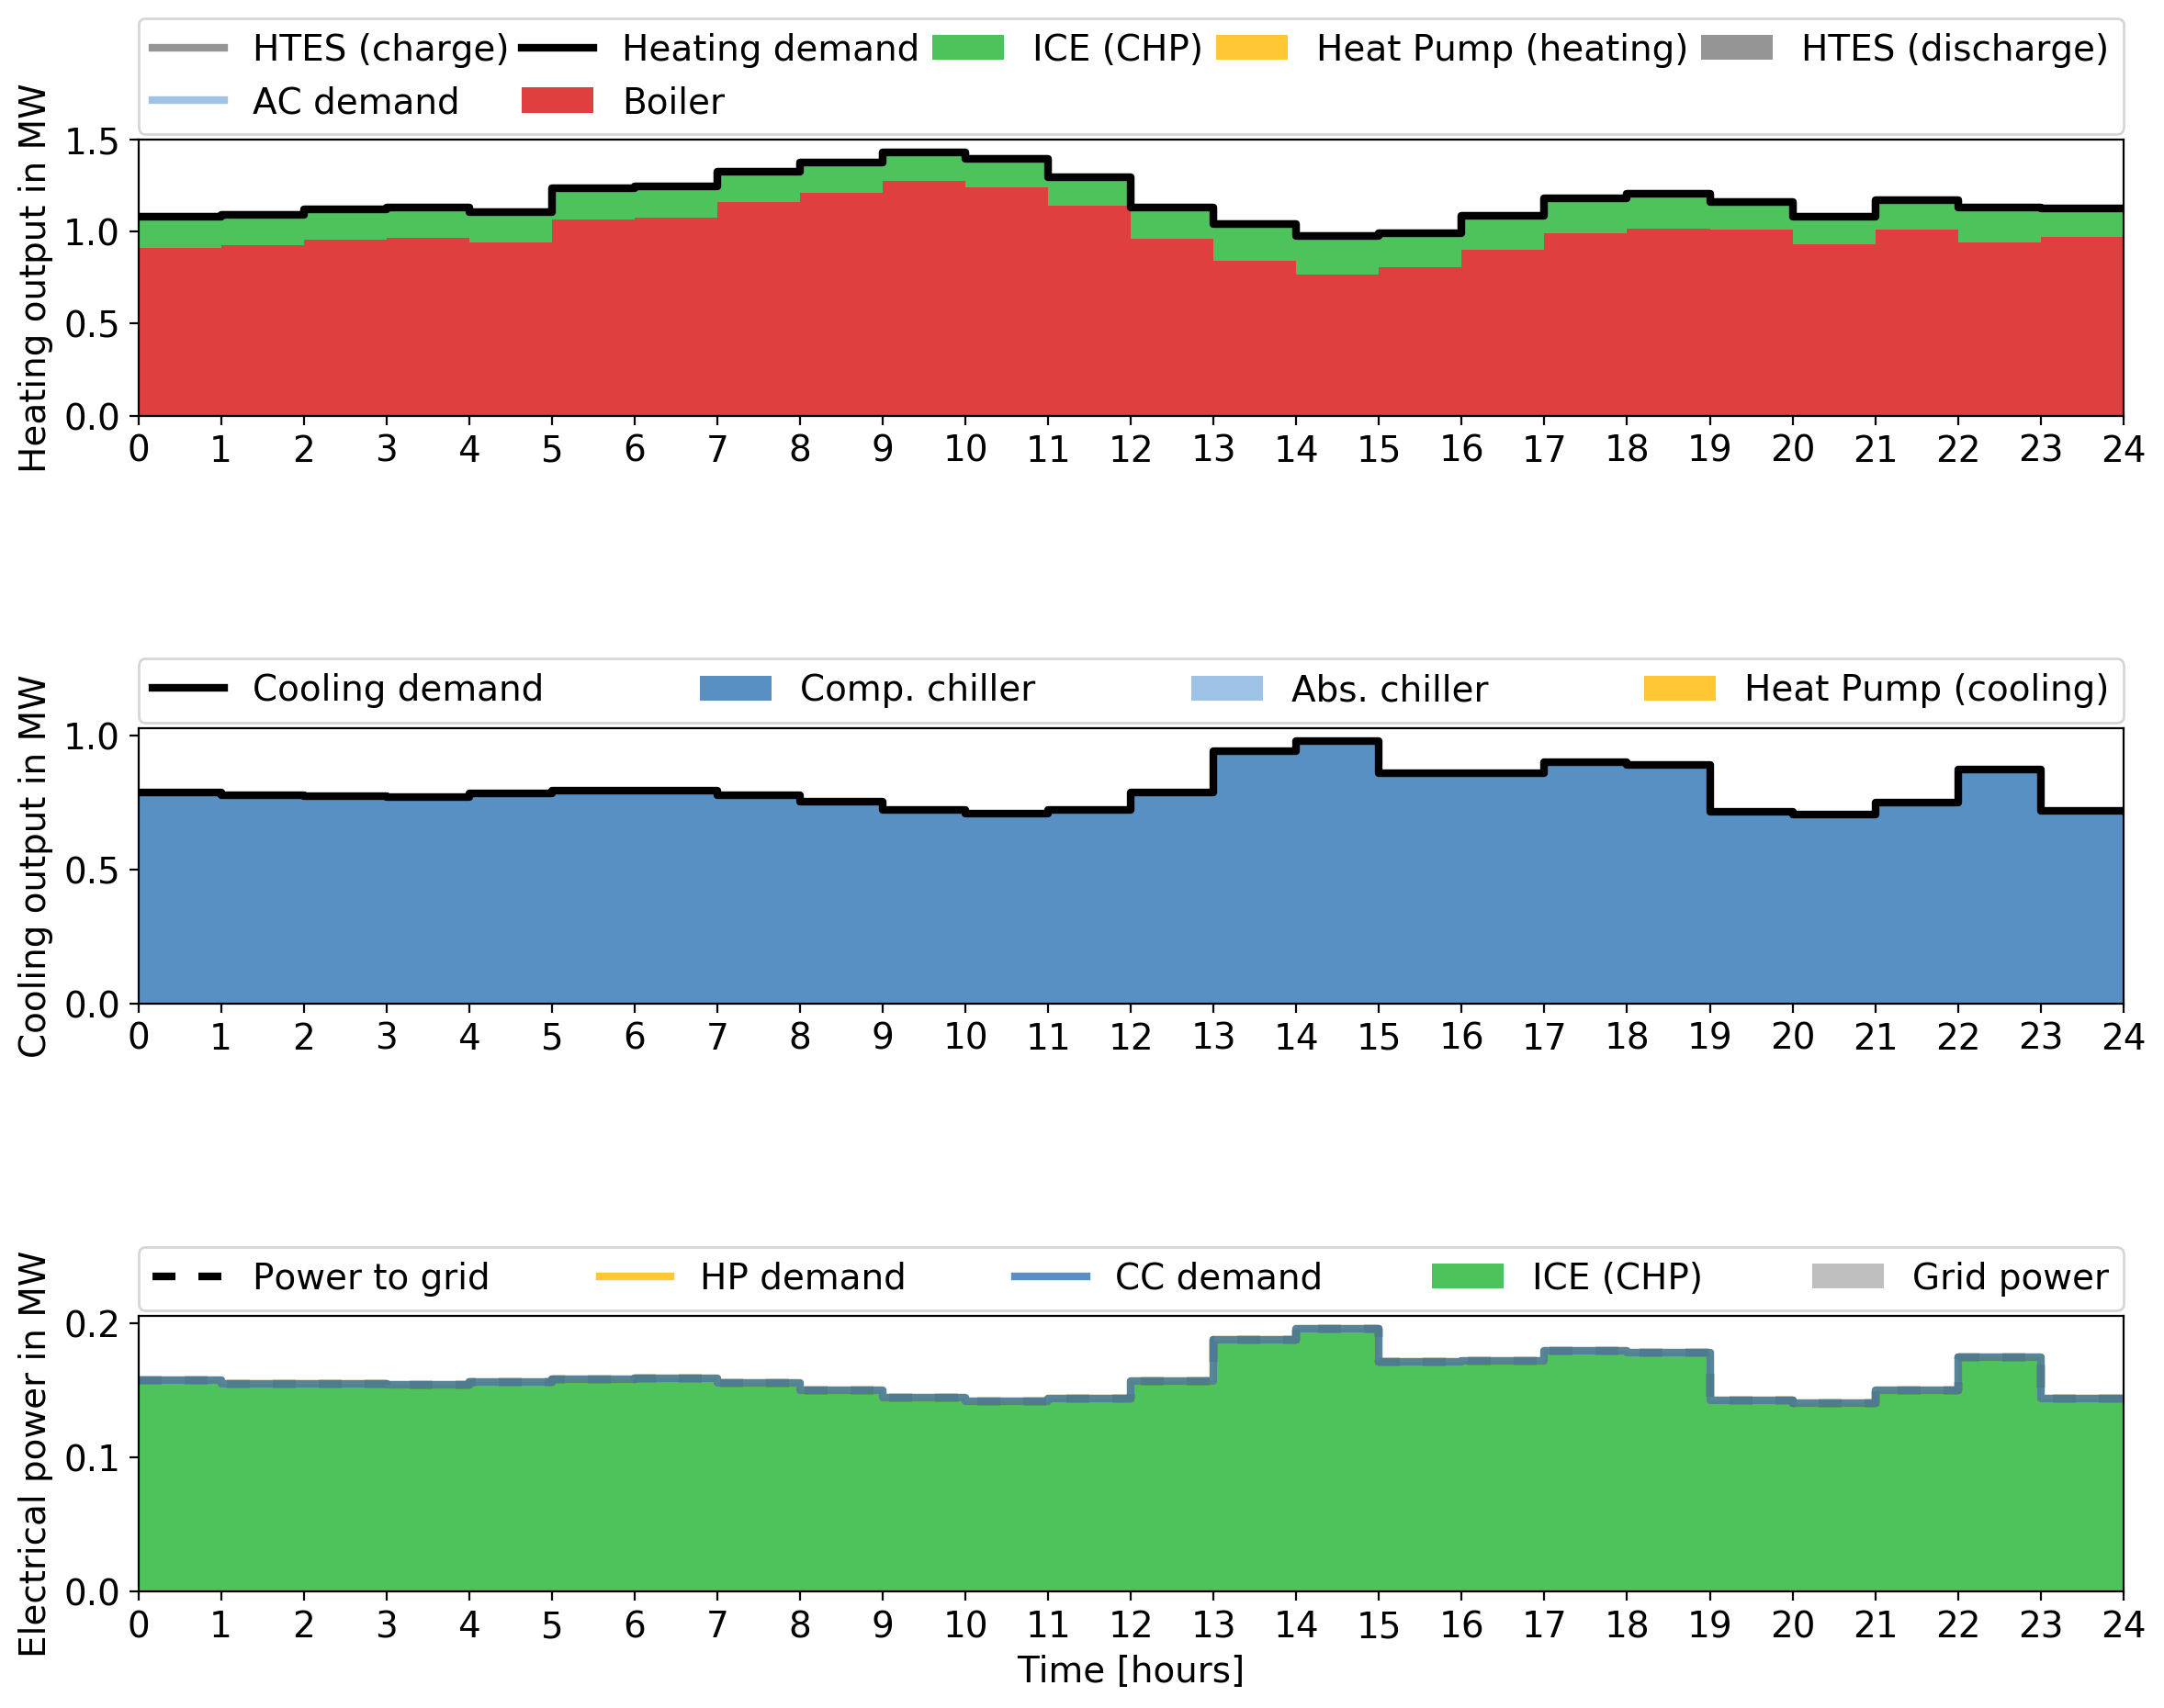 HTES (charge) Heating demand ICE (CHP) Heat Pump (heating) HTES (discharge)
AC demand Boiler
Heating output in MW
1.5
1.0
0.5
0.0
0 1 2 3 4 5 6 7 8 9 10 11 12 13 14 15 16 17 18 19 20 21 22 23 24
Cooling demand Comp. chiller Abs. chiller Heat Pump (cooling)
Cooling output in MW
1.0
0.5
0.0
0 1 2 3 4 5 6 7 8 9 10 11 12 13 14 15 16 17 18 19 20 21 22 23 24
Power to grid HP demand CC demand ICE (CHP) Grid power
Electrical power in MW
0.2
0.1
0.0
0 1 2 3 4 5 6 7 8 9 10 11 12 13 14 15 16 17 18 19 20 21 22 23 24
Time [hours]